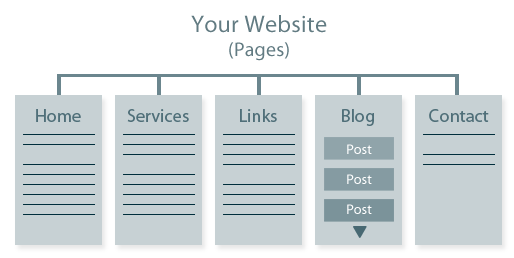 Your Website
(Pages)
Home
Services
Links
Blog
Contact
Post
Post
Post